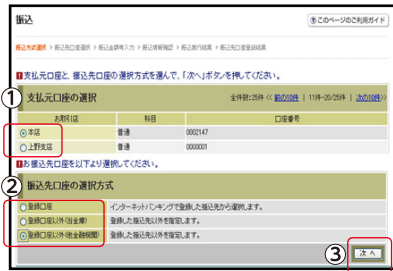 振込
このページのご利用ガイド
振込方式選択 > 振込先口座選択 > 振込金額等入力 > 振込情報確認 > 振込実行結果 > 振込先口座登録結果
支払元口座と、振込先口座の選択方式を選んで、「次へ」ボタンを押してください。
① 支払元口座の選択 全件数:25件 << 前の10件 | 11件-20/25件 | 次の10件>>
お取引店 科目 口座番号
本店 普通 0002147
上野支店 普通 0000001
お振込先口座を以下より選択してください。
② 振込先口座の選択方式
登録口座 インターネットバンキングで登録した振込先から選択します。
登録口座以外(当金庫) 登録した振込先以外を指定します。
登録口座以外(他金融機関) 登録した振込先以外を指定します。
③ 次 へ